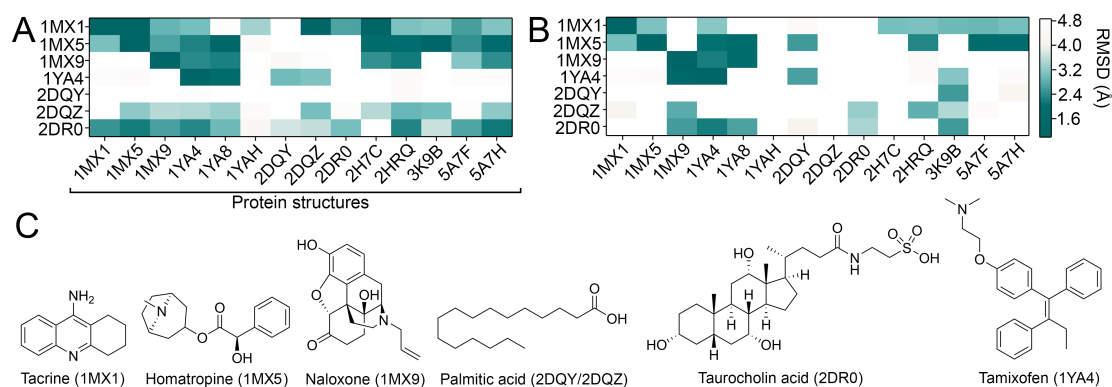 A
1MX1
1MX5
1MX9
1YA4
2DQY
2DQZ
2DR0
1MX1
1MX5
1MX9
1YA4
1YA8
1YAH
2DQY
2DQZ
2DR0
2H7C
2HRQ
3K9B
5A7F
5A7H
Protein structures
B
1MX1
1MX5
1MX9
1YA4
2DQY
2DQZ
2DR0
1MX1
1MX5
1MX9
1YA4
1YA8
1YAH
2DQY
2DQZ
2DR0
2H7C
2HRQ
3K9B
5A7F
5A7H
4.8
4.0
3.2
2.4
1.6
RMSD (Å)
C
NH2
N
Tacrine (1MX1)
N
O
O
OH
Homatropine (1MX5)
HO
O
OH
N
O
Naloxone (1MX9)
O
OH
Palmitic acid (2DQY/2DQZ)
HO
O
N
H
O
O
S
OH
H
H
H
H
HO
H
OH
Taurocholin acid (2DR0)
N
O
Tamixofen (1YA4)